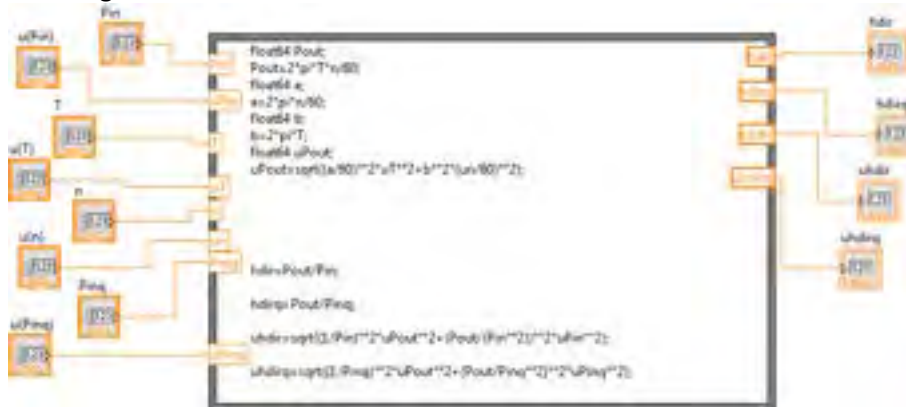 Pin
u(Pin)
T
u(T)
n
u(n)
Pinq
u(Pinq)
float64 Pout;
Pout=2*pi*T*n/60;
float64 a;
a=2*pi*n/60;
float64 b;
b=2*pi*T;
float64 uPout;
uPout=sqrt((a/60)**2*uT**2+b**2*(un/60)**2);
hdir=Pout/Pin;
hdirq=Pout/Pinq;
uhdir=sqrt((1/Pin)**2*uPout**2+(Pout/(Pin**2))**2*uPin**2);
uhdirq=sqrt((1/Pinq)**2*uPout**2+(Pout/Pinq**2)**2*uPinq**2);
hdir
hdirq
uhdir
uhdirq